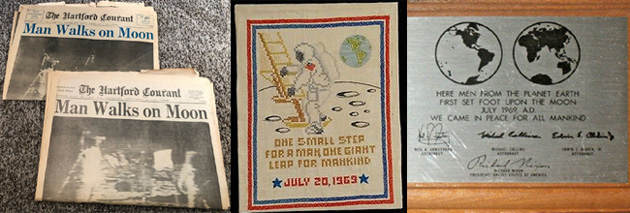 The Hartford Courant
Man Walks on Moon
The Hartford Courant
Man Walks on Moon
ONE SMALL STEP
FOR A MAN, ONE GIANT
LEAP FOR MANKIND
JULY 20, 1969
HERE MEN FROM THE PLANET EARTH
FIRST SET FOOT UPON THE MOON
JULY 1969, A.D.
WE CAME IN PEACE FOR ALL MANKIND
NEIL A. ARMSTRONG
ASTRONAUT
MICHAEL COLLINS
ASTRONAUT
EDWIN E. ALDRIN, JR.
ASTRONAUT
Richard Nixon
RICHARD NIXON
PRESIDENT, UNITED STATES OF AMERICA